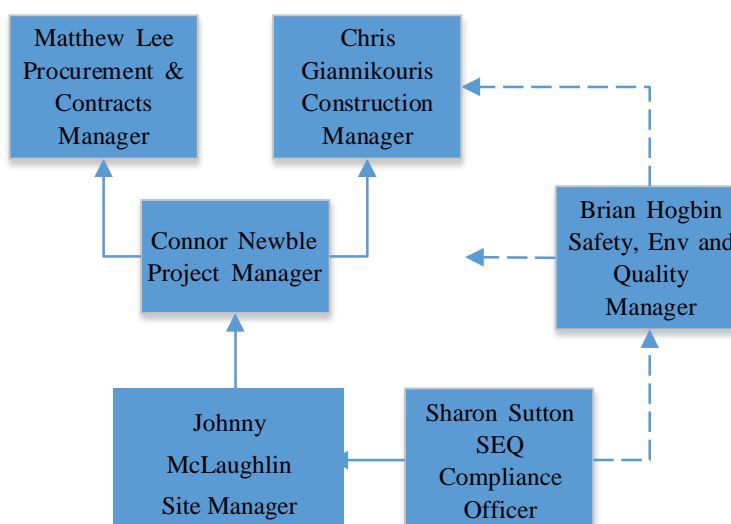 Matthew Lee
Procurement &
Contracts
Manager
Chris
Giannikouris
Construction
Manager
Connor Newble
Project Manager
Brian Hogbin
Safety, Env and
Quality
Manager
Johnny
McLaughlin
Site Manager
Sharon Sutton
SEQ
Compliance
Officer